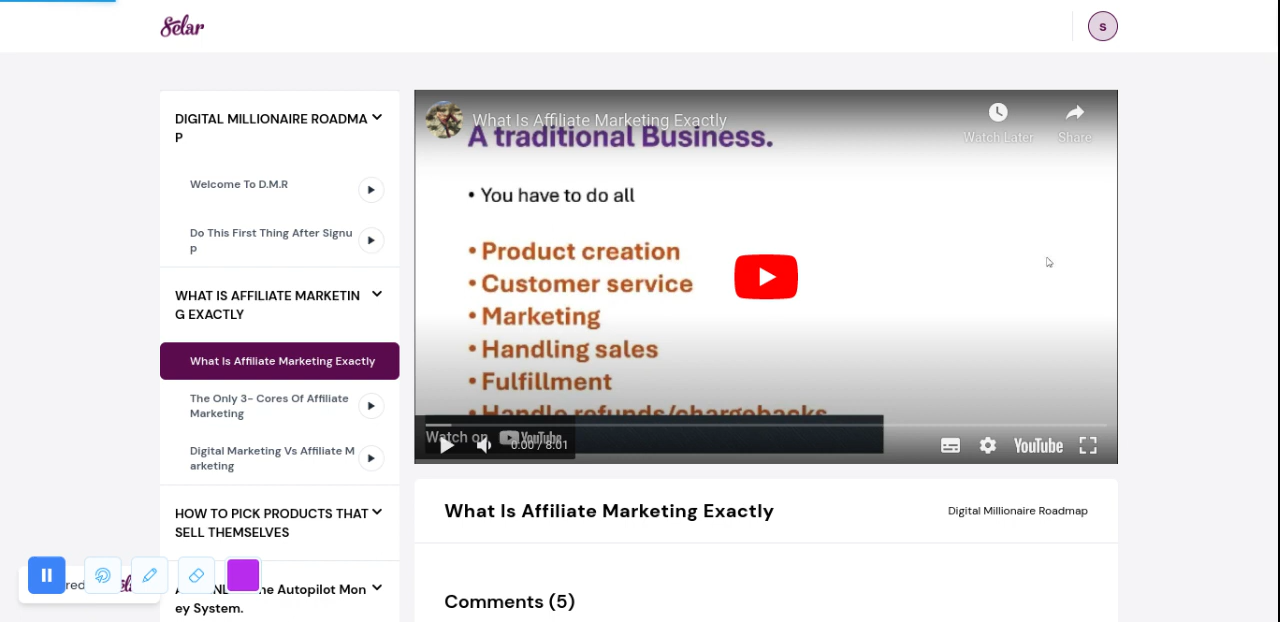 Selar
S
DIGITAL MILLIONAIRE ROADMA
P
Welcome To D.M.R
Do This First Thing After Signu
p
WHAT IS AFFILIATE MARKETIN
G EXACTLY
What Is Affiliate Marketing Exactly
The Only 3- Cores Of Affiliate
Marketing
Digital Marketing Vs Affiliate M
arketing
HOW TO PICK PRODUCTS THAT
SELL THEMSELVES
he Autopilot Mon
ey System.
What Is Affiliate Marketing Exactly
Watch Later
Share
A traditional Business.
• You have to do all
• Product creation
• Customer service
• Marketing
• Handling sales
• Fulfillment
• Handle refunds/chargebacks
Watch on YouTube
0:00 / 8:01
YouTube
What Is Affiliate Marketing Exactly
Digital Millionaire Roadmap
Comments (5)